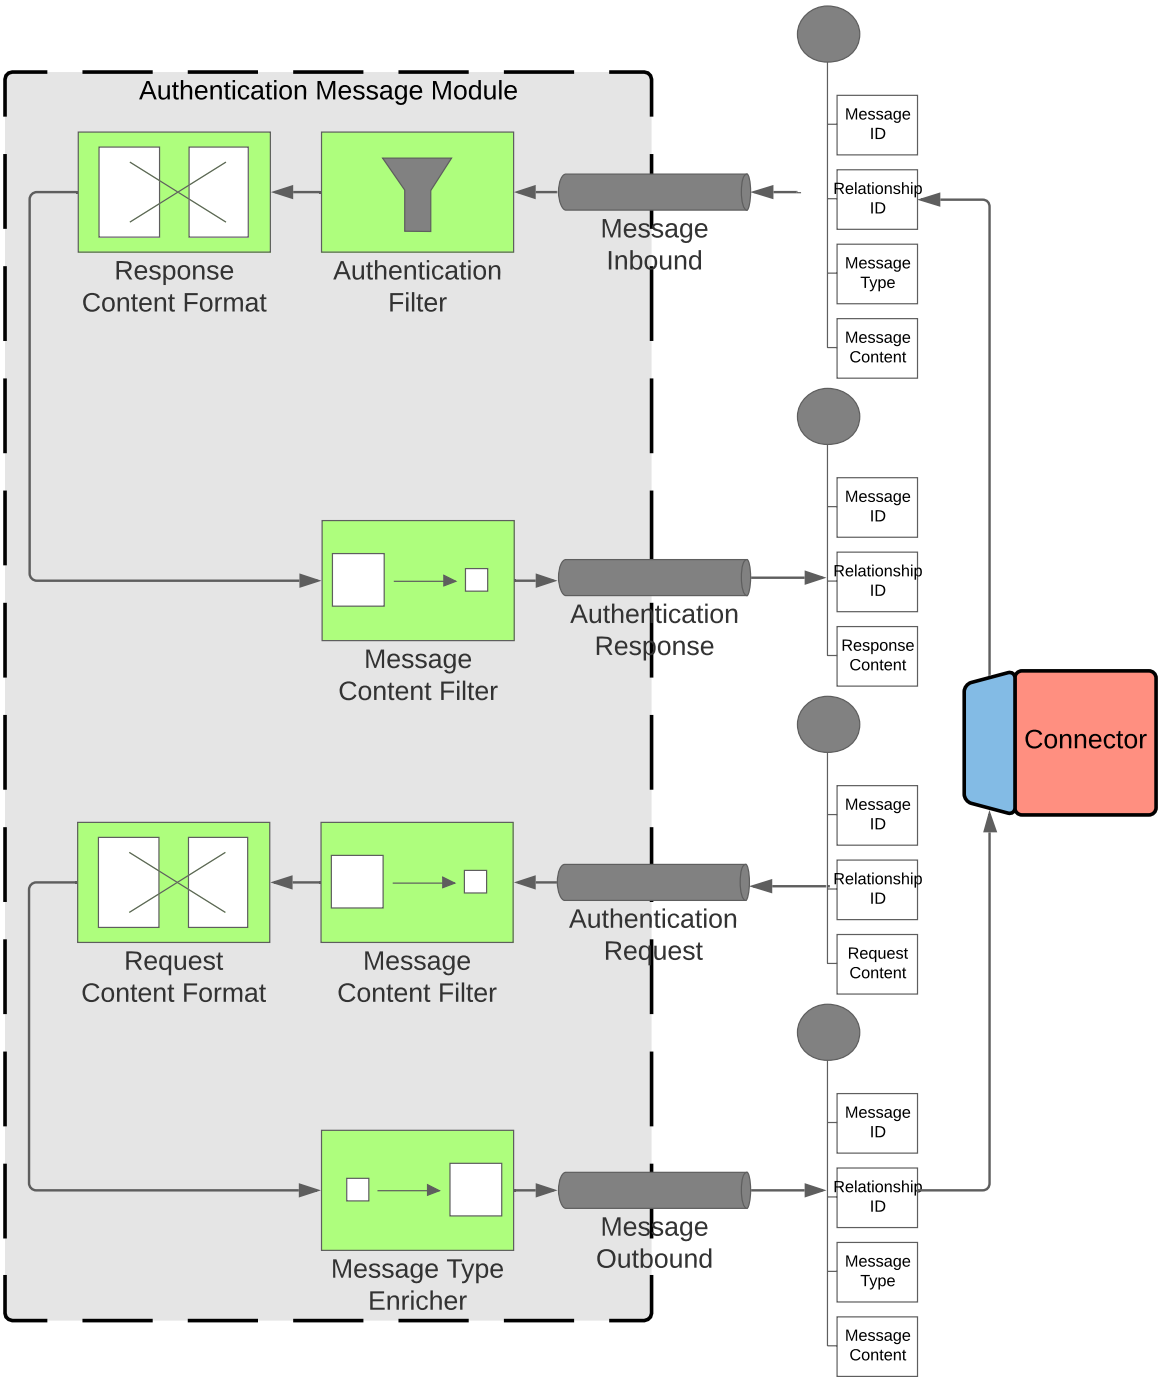 Authentication Message Module
Response
Content Format
Authentication
Filter
Message
Inbound
Message
ID
Relationship
ID
Message
Type
Message
Content
Message
Content Filter
Authentication
Response
Message
ID
Relationship
ID
Response
Content
Connector
Request
Content Format
Message
Content Filter
Authentication
Request
Message
ID
Relationship
ID
Request
Content
Message Type
Enricher
Message
Outbound
Message
ID
Relationship
ID
Message
Type
Message
Content